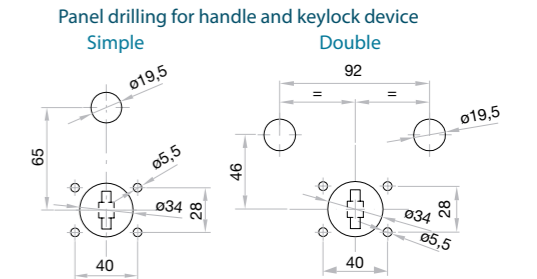 Panel drilling for handle and keylock device
Simple
Double
ø19,5
65
ø5,5
ø34
28
40
92
=
=
ø19,5
46
ø34
28
ø5,5
40